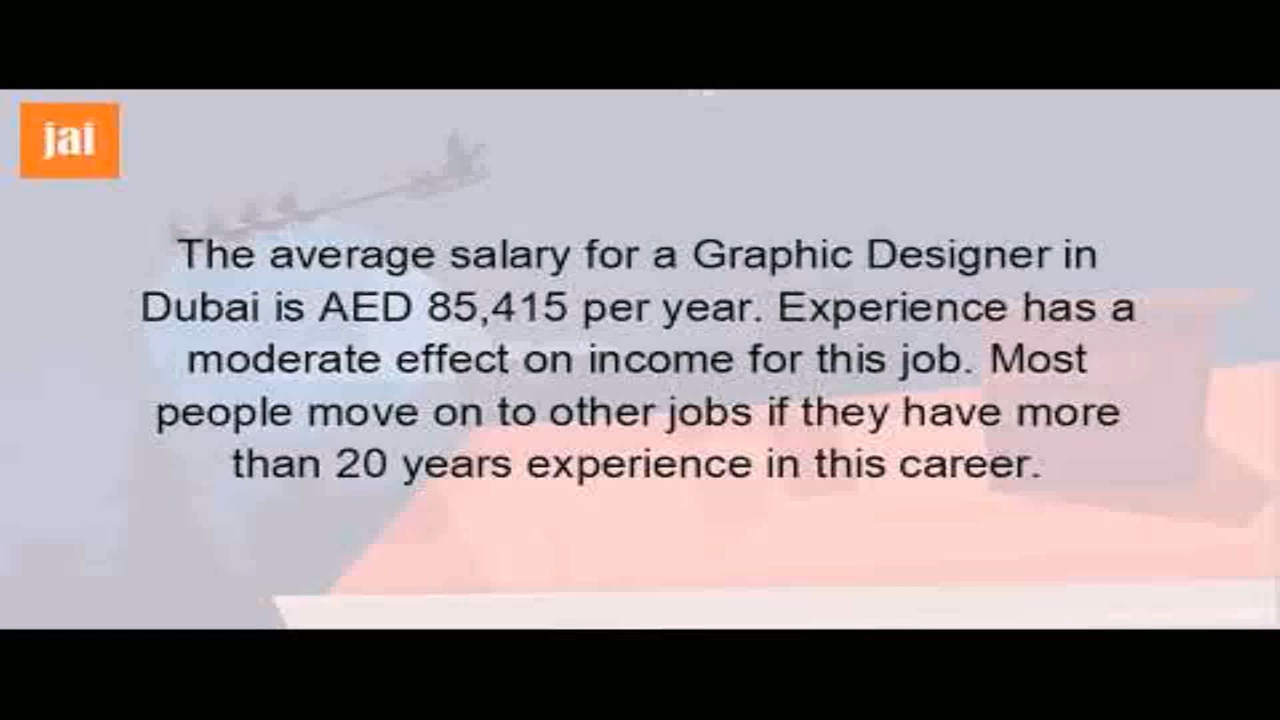 jai
The average salary for a Graphic Designer in
Dubai is AED 85,415 per year. Experience has a
moderate effect on income for this job. Most
people move on to other jobs if they have more
than 20 years experience in this career.